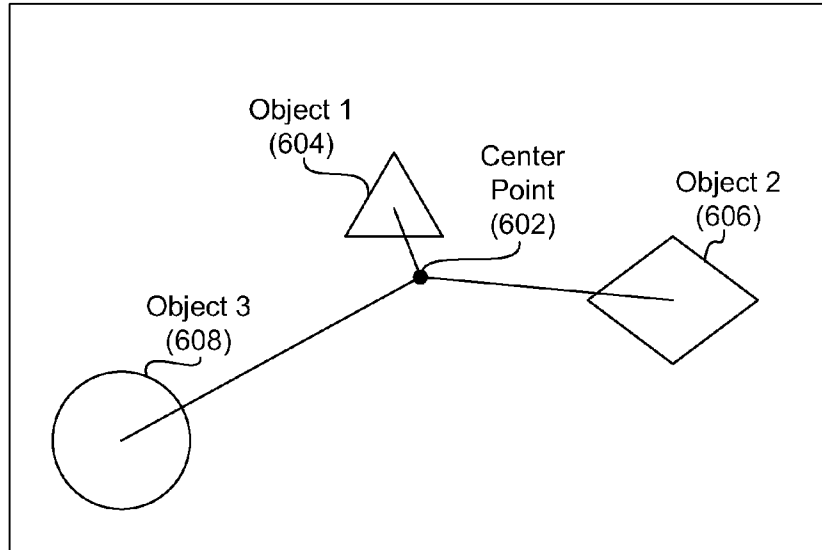 Object 1
(604)
Center
Point
(602)
Object 2
(606)
Object 3
(608)